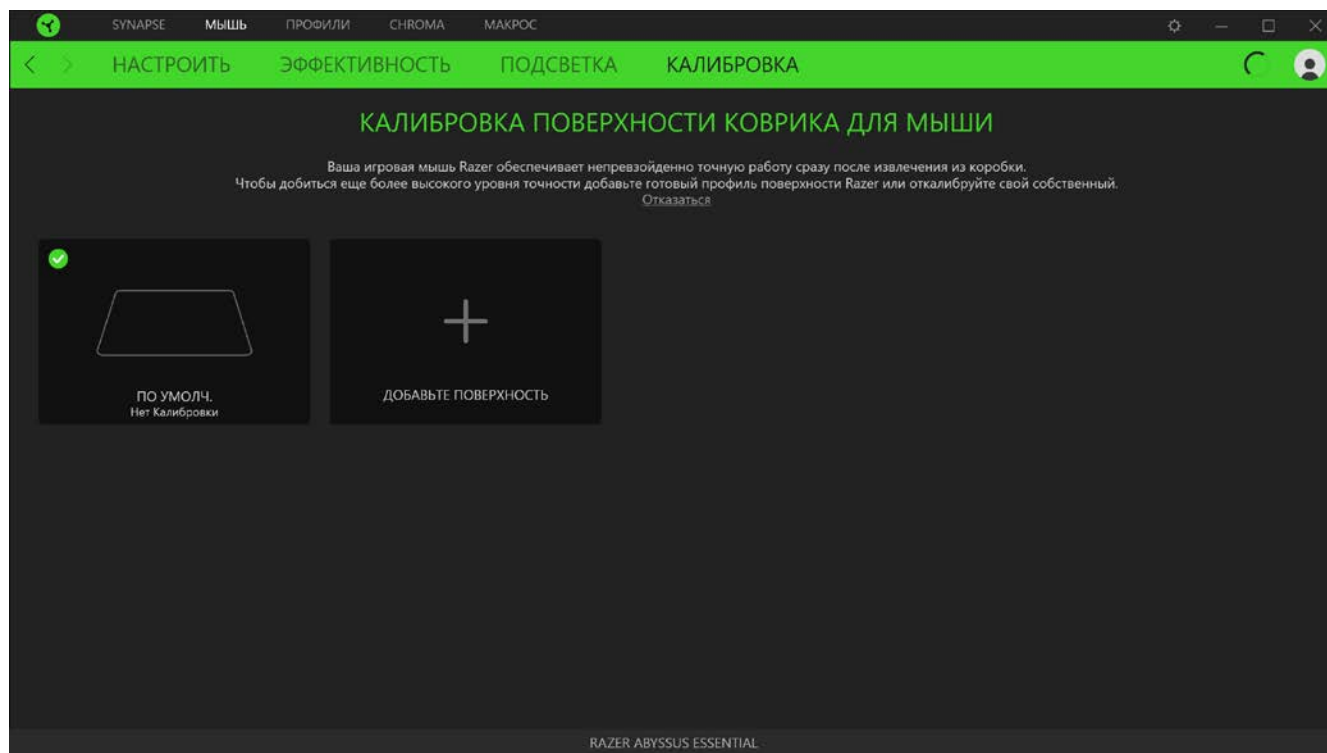 SYNAPSE МЫШЬ ПРОФИЛИ CHROMA МАКРОС
НАСТРОИТЬ ЭФФЕКТИВНОСТЬ ПОДСВЕТКА КАЛИБРОВКА
КАЛИБРОВКА ПОВЕРХНОСТИ КОВРИКА ДЛЯ МЫШИ
Ваша игровая мышь Razer обеспечивает непревзойденно точную работу сразу после извлечения из коробки.
Чтобы добиться еще более высокого уровня точности добавьте готовый профиль поверхности Razer или откалибруйте свой собственный.
Отказаться
ПО УМОЛЧ.
Нет Калибровки
ДОБАВЬТЕ ПОВЕРХНОСТЬ
RAZER ABYSSUS ESSENTIAL